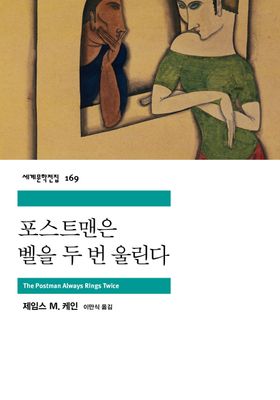 세계문학전집 169
포스트맨은
벨을 두 번 울린다
The Postman Always Rings Twice
제임스 M. 케인 이만식 옮김